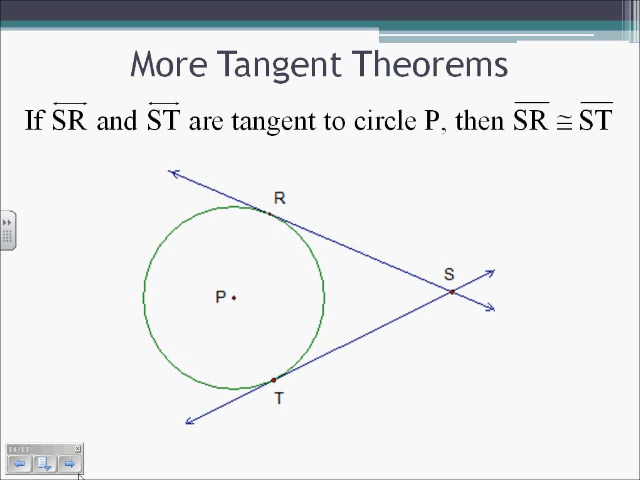 More Tangent Theorems
If SR and ST are tangent to circle P, then SR ≅ ST
R
S
P
T
14/17